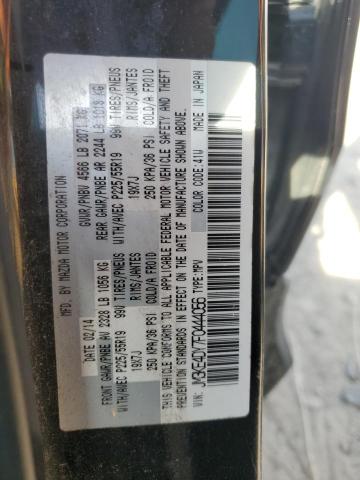 MFD. BY MAZDA MOTOR CORPORATION
DATE: 02/14 GVWR/PNBV 4586 LB 2077 KG
FRONT GAWR/PNBE AV 2328 LB 1056 KG REAR GAWR/PNBE AR 2244 LB 1018 KG
99V TIRES/PNEUS 99V TIRES/PNEUS
WITH/AVEC P225/55R19 WITH/AVEC P225/55R19
19X7J RIMS/JANTES 19X7J RIMS/JANTES
250 KPA/36 PSI COLD/A FROID 250 KPA/36 PSI COLD/A FROID
THIS VEHICLE CONFORMS TO ALL APPLICABLE FEDERAL MOTOR VEHICLE SAFETY AND THEFT
PREVENTION STANDARDS IN EFFECT ON THE DATE OF MANUFACTURE SHOWN ABOVE.
VIN: TYPE: MPV COLOR CODE: 41W MADE IN JAPAN